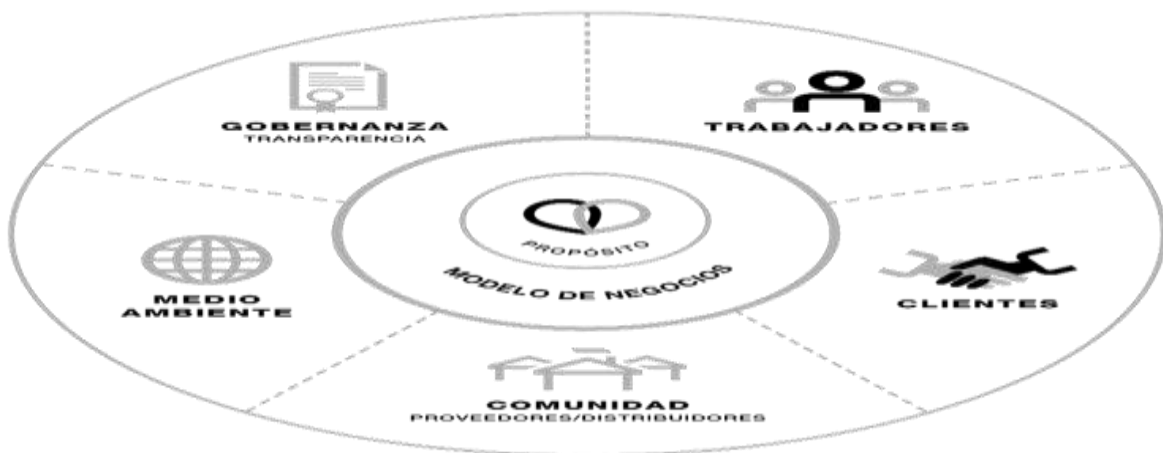 GOBERNANZA
TRANSPARENCIA
TRABAJADORES
PROPÓSITO
MODELO DE NEGOCIOS
MEDIO
AMBIENTE
CLIENTES
COMUNIDAD
PROVEEDORES/DISTRIBUIDORES